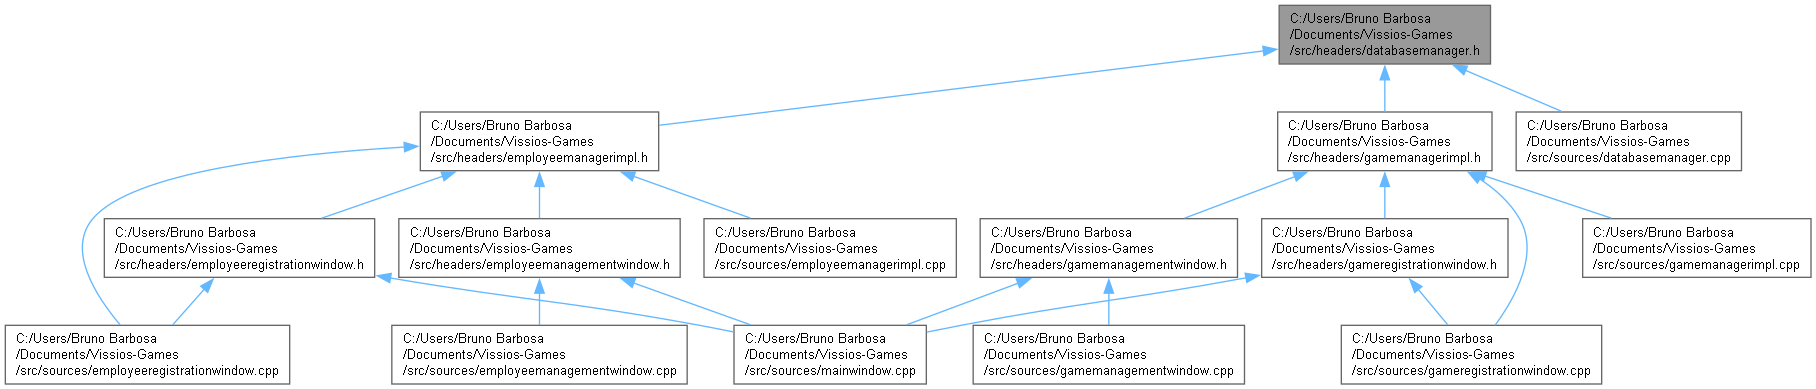 C:/Users/Bruno Barbosa
/Documents/Vissios-Games
/src/headers/databasemanager.h
C:/Users/Bruno Barbosa
/Documents/Vissios-Games
/src/headers/employeemanagerimpl.h
C:/Users/Bruno Barbosa
/Documents/Vissios-Games
/src/headers/gamemanagerimpl.h
C:/Users/Bruno Barbosa
/Documents/Vissios-Games
/src/sources/databasemanager.cpp
C:/Users/Bruno Barbosa
/Documents/Vissios-Games
/src/headers/employeeregistrationwindow.h
C:/Users/Bruno Barbosa
/Documents/Vissios-Games
/src/headers/employeemanagementwindow.h
C:/Users/Bruno Barbosa
/Documents/Vissios-Games
/src/sources/employeemanagerimpl.cpp
C:/Users/Bruno Barbosa
/Documents/Vissios-Games
/src/headers/gamemanagementwindow.h
C:/Users/Bruno Barbosa
/Documents/Vissios-Games
/src/headers/gameregistrationwindow.h
C:/Users/Bruno Barbosa
/Documents/Vissios-Games
/src/sources/gamemanagerimpl.cpp
C:/Users/Bruno Barbosa
/Documents/Vissios-Games
/src/sources/employeeregistrationwindow.cpp
C:/Users/Bruno Barbosa
/Documents/Vissios-Games
/src/sources/employeemanagementwindow.cpp
C:/Users/Bruno Barbosa
/Documents/Vissios-Games
/src/sources/mainwindow.cpp
C:/Users/Bruno Barbosa
/Documents/Vissios-Games
/src/sources/gamemanagementwindow.cpp
C:/Users/Bruno Barbosa
/Documents/Vissios-Games
/src/sources/gameregistrationwindow.cpp